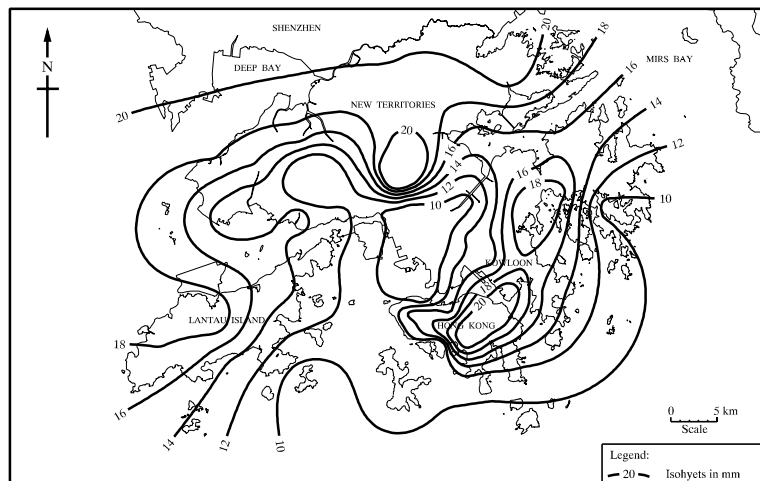 SHENZHEN
20
18
MIRS BAY
N
DEEP BAY
16
20
NEW TERRITORIES
14
20
12
16
14
16
12
18
10
10
KOWLOON
18
20
LANTAU ISLAND
HONG KONG
18
16
14
12
10
0 5 km
Scale
Legend:
20 Isohyets in mm